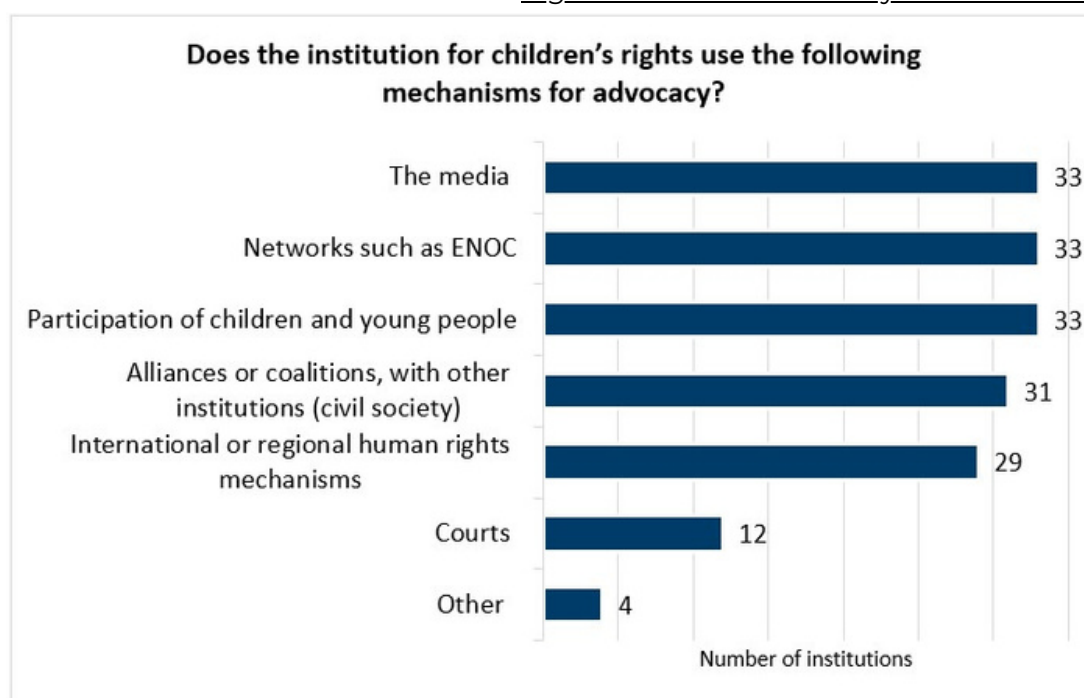 Does the institution for children’s rights use the following
mechanisms for advocacy?
The media 33
Networks such as ENOC 33
Participation of children and young people 33
Alliances or coalitions, with other
institutions (civil society) 31
International or regional human rights
mechanisms 29
Courts 12
Other 4
Number of institutions